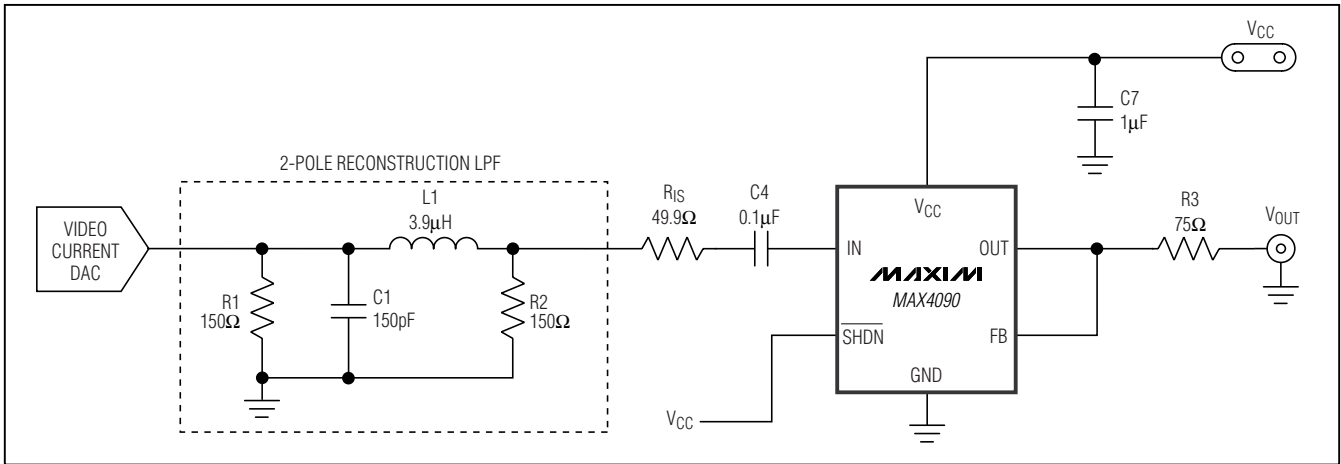 VCC
C7
1µF
2-POLE RECONSTRUCTION LPF
L1
3.9µH
RIS
49.9Ω
C4
0.1µF
VCC
R3
75Ω
VOUT
VIDEO
CURRENT
DAC
IN
OUT
MAXIM
MAX4090
R1
150Ω
C1
150pF
R2
150Ω
SHDN
FB
GND
VCC